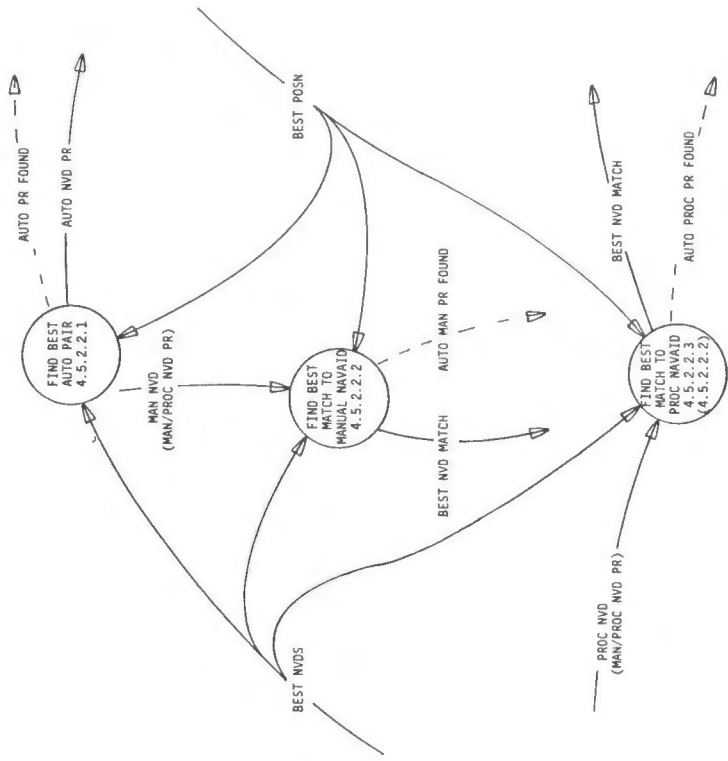 AUTO PR FOUND
AUTO NVD PR
FIND BEST
AUTO PAIR
4.5.2.2.1
BEST POSN
MAN NVD
(MAN/PROC NVD PR)
FIND BEST
MATCH TO
MANUAL NAVAID
4.5.2.2.2
AUTO MAN PR FOUND
BEST NVD MATCH
BEST NVDS
BEST NVD MATCH
AUTO PROC PR FOUND
FIND BEST
MATCH TO
PROC NAVAID
4.5.2.2.3
(4.5.2.2.2)
PROC NVD
(MAN/PROC NVD PR)